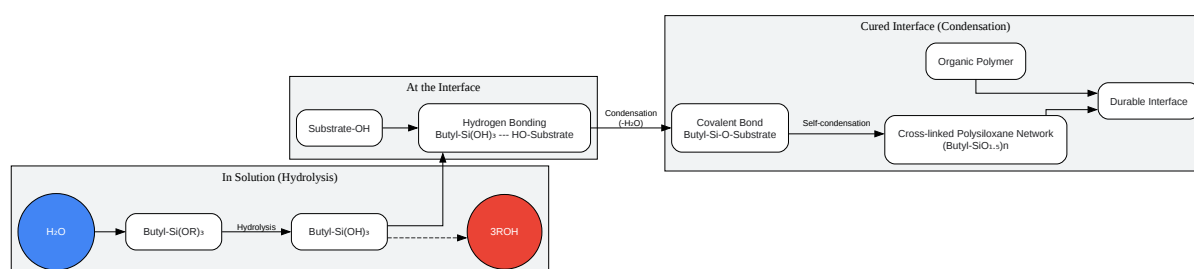 Cured Interface (Condensation)
Organic Polymer
Durable Interface
At the Interface
Substrate-OH
Hydrogen Bonding
Butyl-Si(OH)₃ --- HO-Substrate
Condensation
(-H₂O)
Covalent Bond
Butyl-Si-O-Substrate
Self-condensation
Cross-linked Polysiloxane Network
(Butyl-SiO₁.₅)n
In Solution (Hydrolysis)
H₂O
Butyl-Si(OR)₃
Hydrolysis
Butyl-Si(OH)₃
3ROH